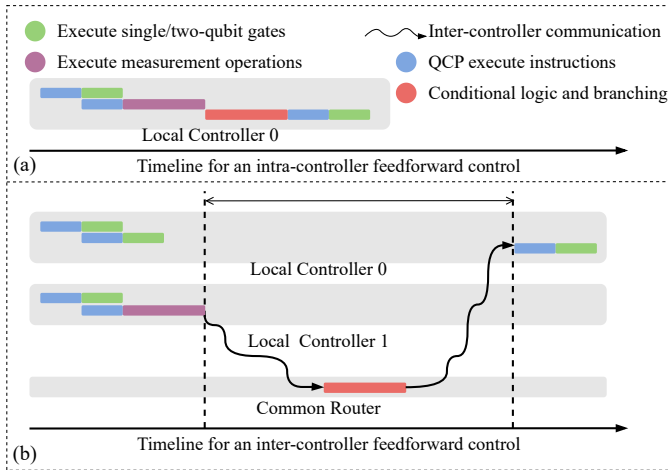 Execute single/two-qubit gates
Inter-controller communication
Execute measurement operations
QCP execute instructions
Conditional logic and branching
Local Controller 0
(a)
Timeline for an intra-controller feedforward control
Local Controller 0
Local Controller 1
Common Router
(b)
Timeline for an inter-controller feedforward control